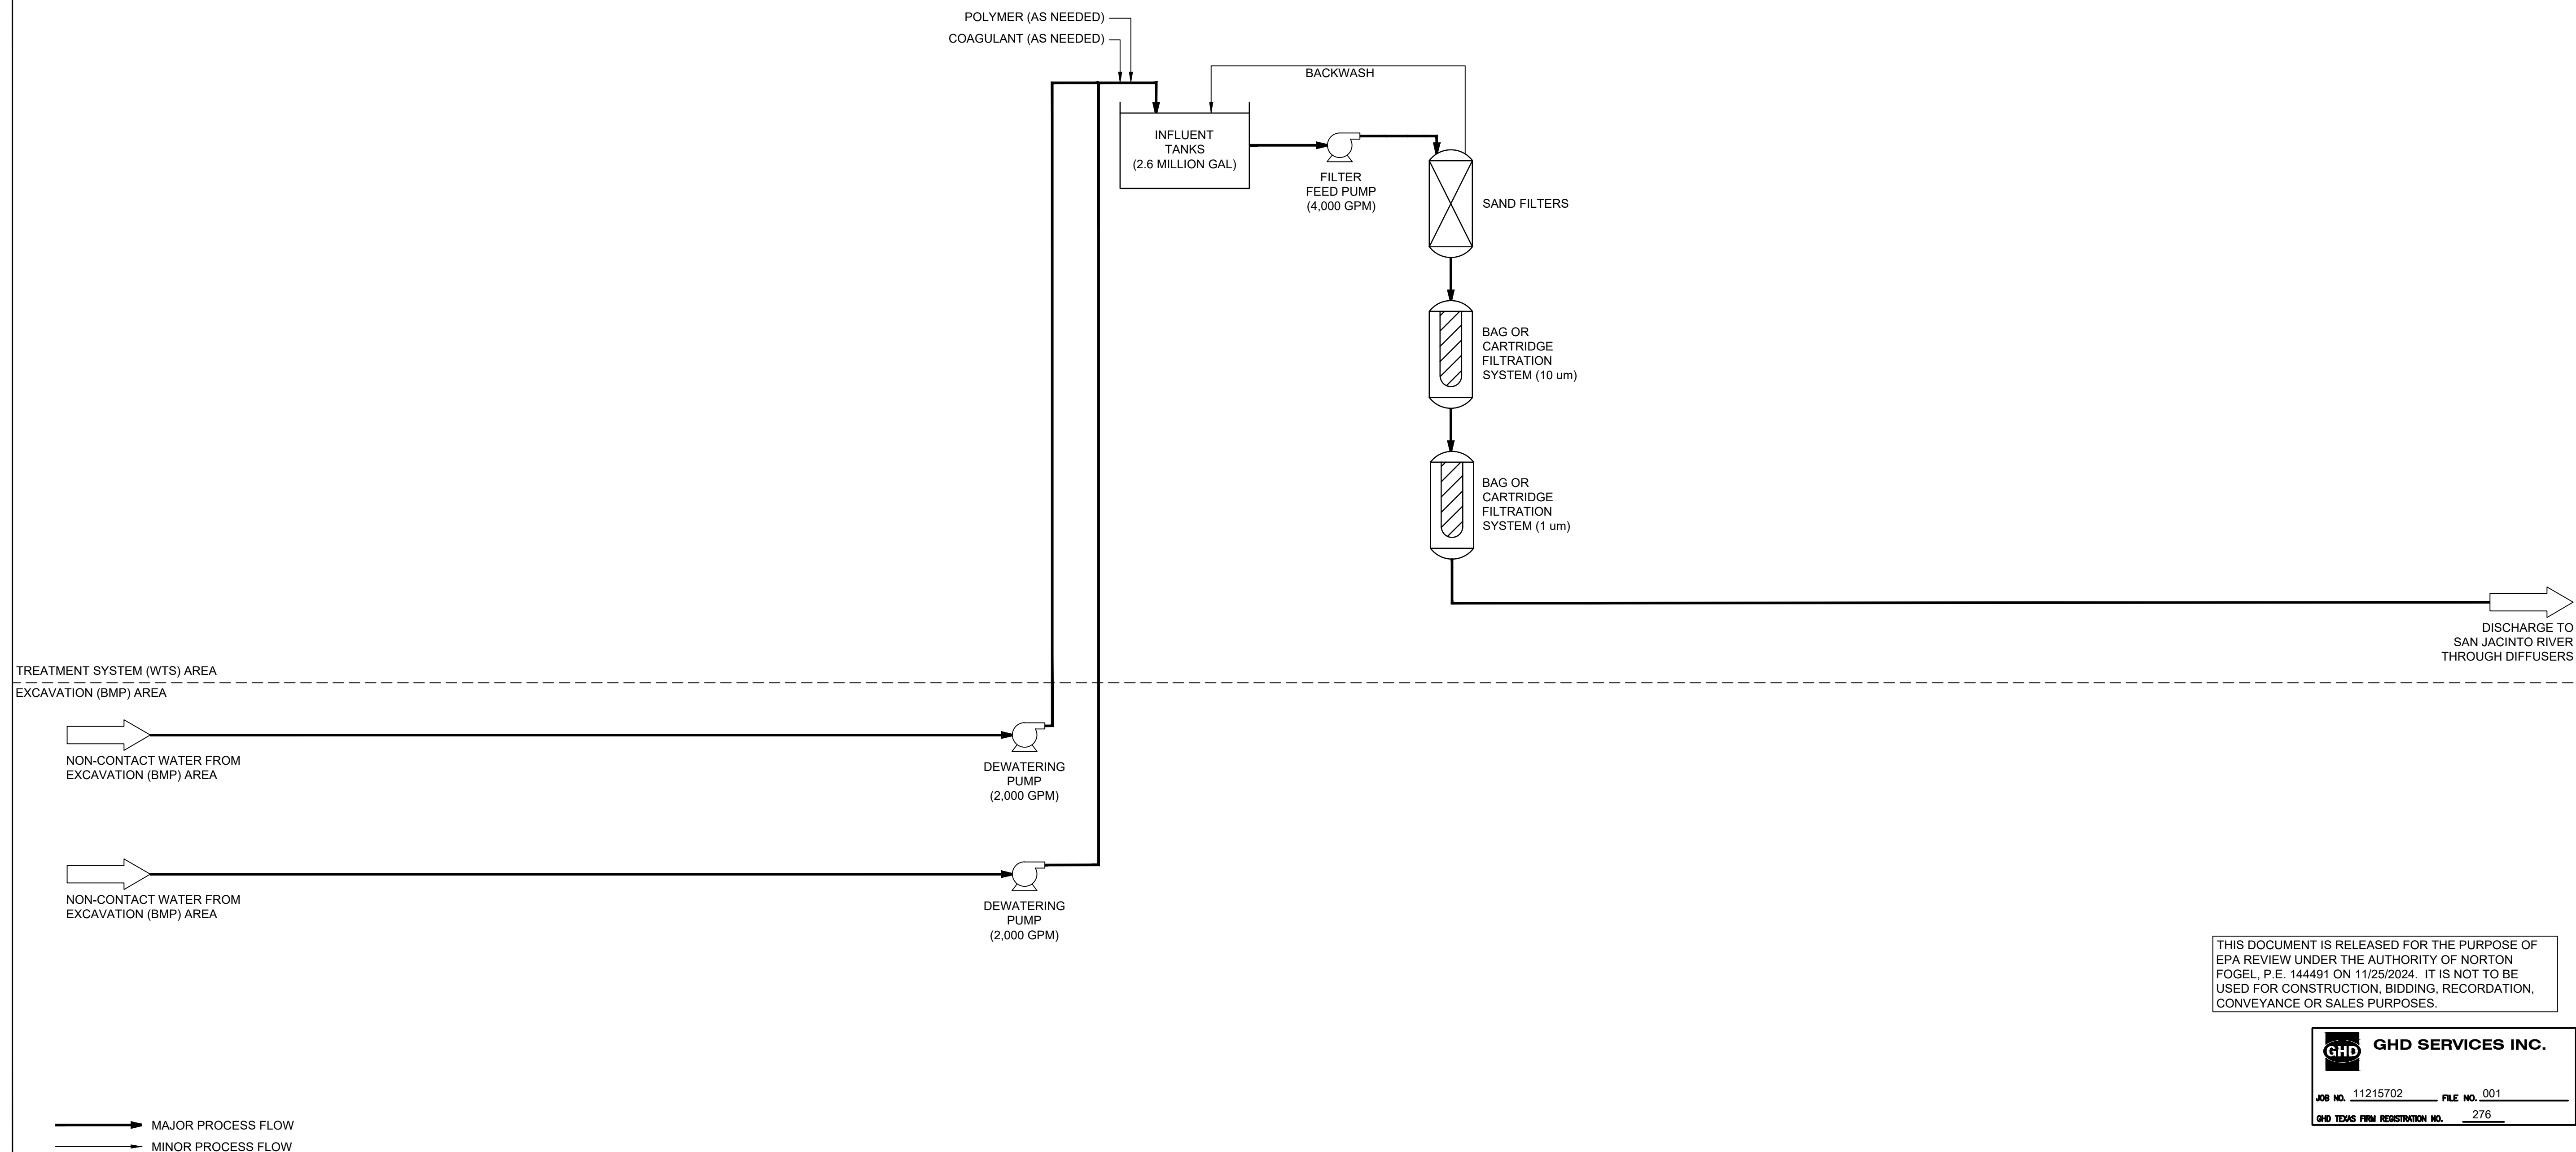 POLYMER (AS NEEDED)
COAGULANT (AS NEEDED)
BACKWASH
INFLUENT
TANKS
(2.6 MILLION GAL)
FILTER
FEED PUMP
(4,000 GPM)
SAND FILTERS
BAG OR
CARTRIDGE
FILTRATION
SYSTEM (10 um)
BAG OR
CARTRIDGE
FILTRATION
SYSTEM (1 um)
DISCHARGE TO
SAN JACINTO RIVER
THROUGH DIFFUSERS
TREATMENT SYSTEM (WTS) AREA
EXCAVATION (BMP) AREA
NON-CONTACT WATER FROM
EXCAVATION (BMP) AREA
DEWATERING
PUMP
(2,000 GPM)
NON-CONTACT WATER FROM
EXCAVATION (BMP) AREA
DEWATERING
PUMP
(2,000 GPM)
THIS DOCUMENT IS RELEASED FOR THE PURPOSE OF
EPA REVIEW UNDER THE AUTHORITY OF NORTON
FOGEL, P.E. 144491 ON 11/25/2024. IT IS NOT TO BE
USED FOR CONSTRUCTION, BIDDING, RECORDATION,
CONVEYANCE OR SALES PURPOSES.
GHD GHD SERVICES INC.
JOB NO. 11215702 FILE NO. 001
GHD TEXAS FIRM REGISTRATION NO. 276
MAJOR PROCESS FLOW
MINOR PROCESS FLOW